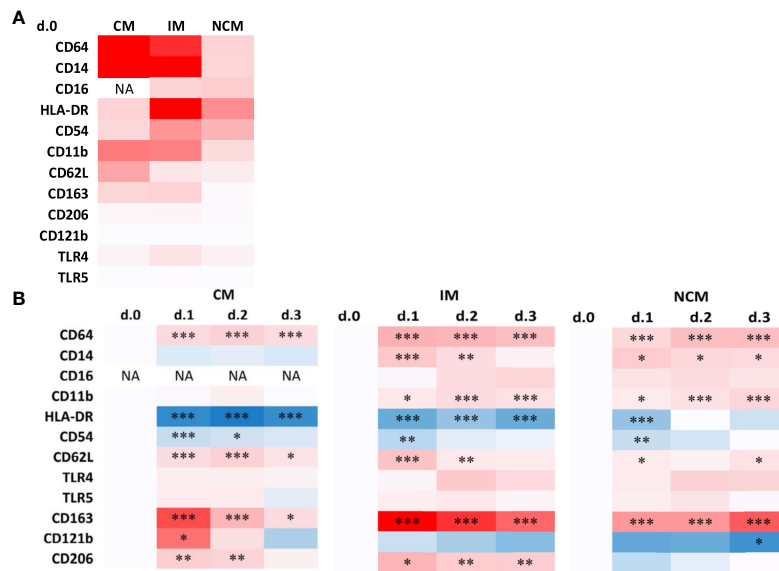 A
d.0 CM IM NCM
CD64
CD14
CD16 NA
HLA-DR
CD54
CD11b
CD62L
CD163
CD206
CD121b
TLR4
TLR5
B
CM IM NCM
d.0 d.1 d.2 d.3 d.0 d.1 d.2 d.3 d.0 d.1 d.2 d.3
CD64 *** *** *** *** *** *** *** *** ***
CD14 *** ** * * *
CD16 NA NA NA NA
CD11b * *** *** * *** ***
HLA-DR *** *** *** *** *** *** ***
CD54 *** * ** **
CD62L *** *** * *** ** * *
TLR4
TLR5
CD163 *** *** * *** *** *** *** *** ***
CD121b * *
CD206 ** ** * ** **